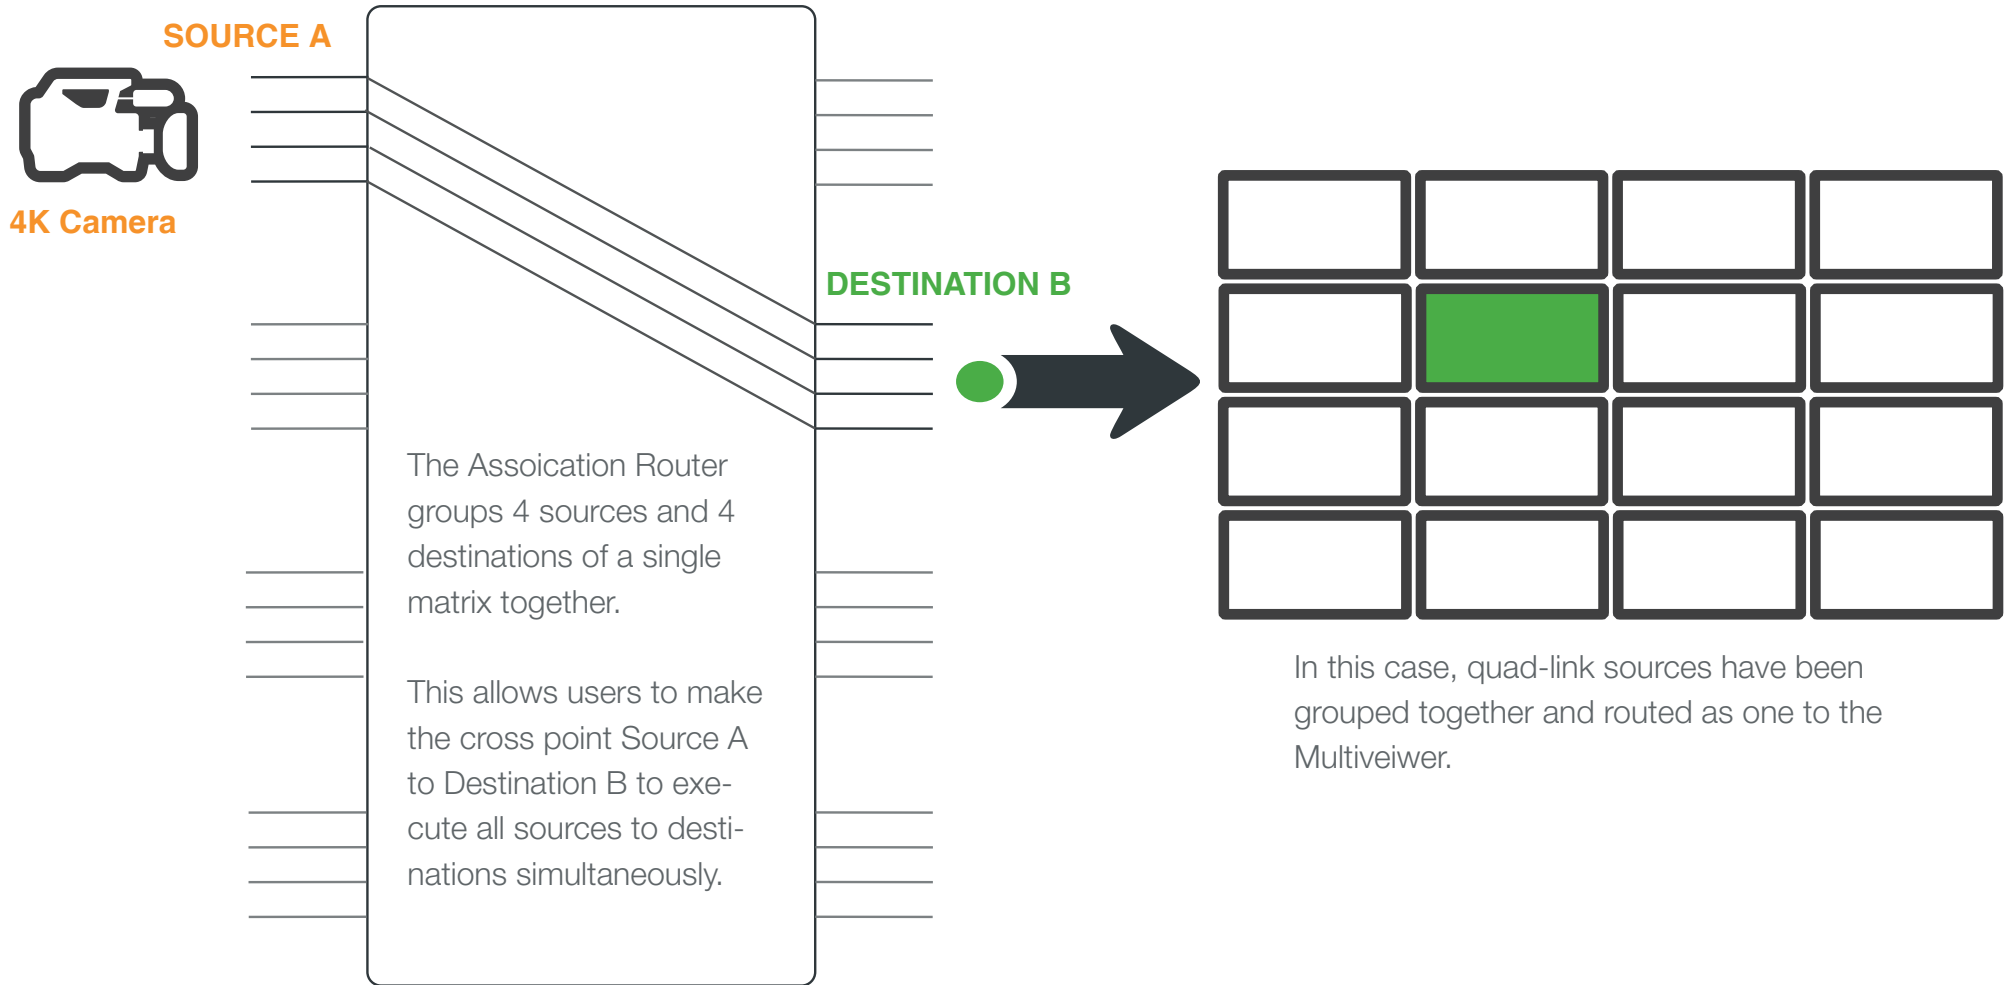 SOURCE A
4K Camera
DESTINATION B
The Assoication Router
groups 4 sources and 4
destinations of a single
matrix together.
This allows users to make
the cross point Source A
to Destination B to exe-
cute all sources to desti-
nations simultaneously.
In this case, quad-link sources have been
grouped together and routed as one to the
Multiveiwer.